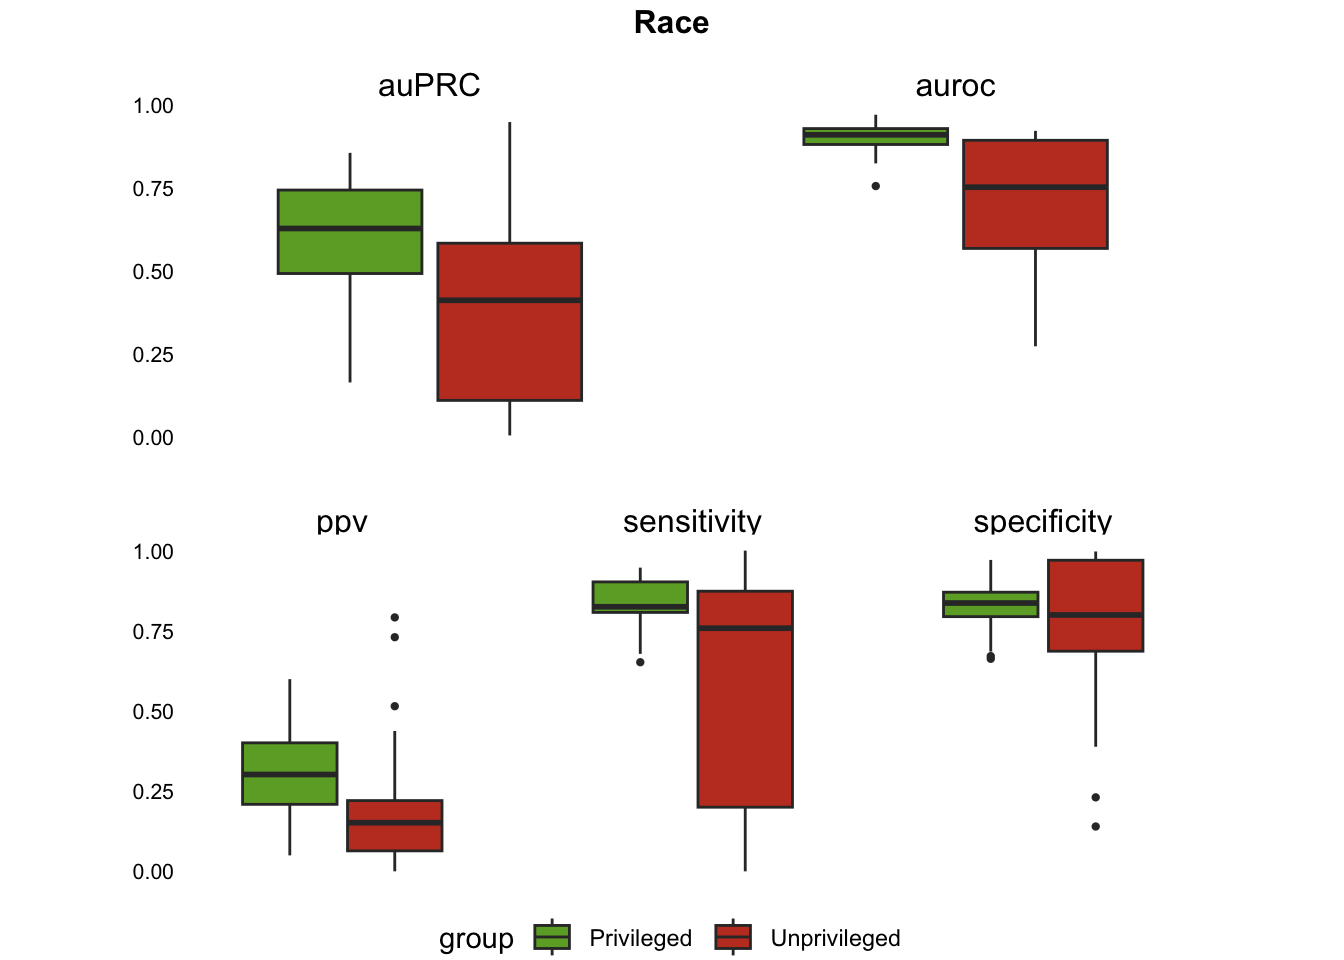 Race
auPRC
auroc
1.00
0.75
0.50
0.25
0.00
ppv
sensitivity
specificity
1.00
0.75
0.50
0.25
0.00
group
Privileged
Unprivileged